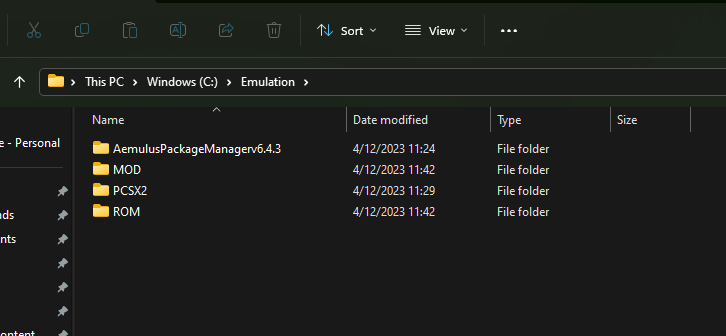 Sort View
This PC Windows (C:) Emulation
Name Date modified Type Size
AemulusPackageManagerv6.4.3 4/12/2023 11:24 File folder
e - Personal
MOD 4/12/2023 11:42 File folder
PCSX2 4/12/2023 11:29 File folder
ROM 4/12/2023 11:42 File folder
nds
nts
ontent